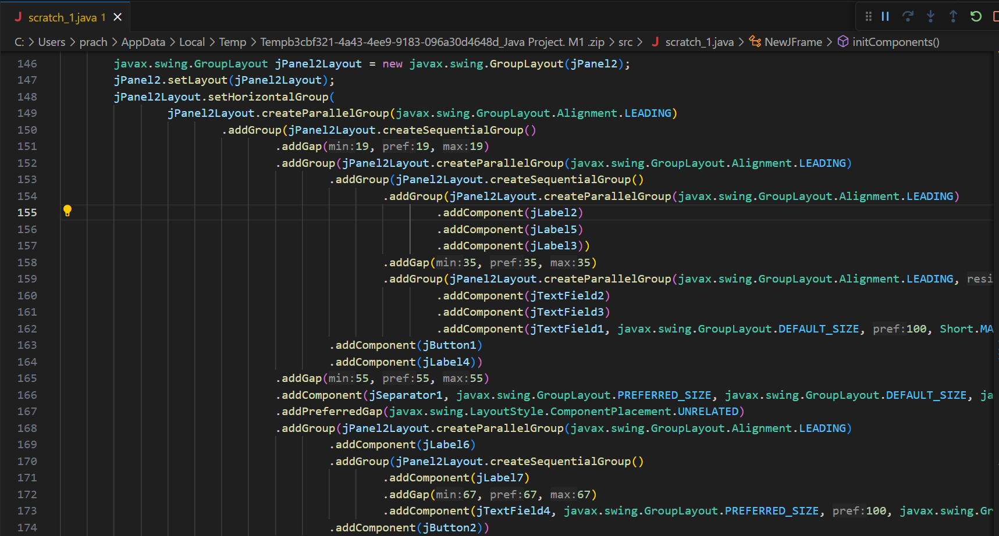 scratch_1.java 1
C: > Users > prach > AppData > Local > Temp > Tempb3cbf321-4a43-4ee9-9183-096a30d4648d_Java Project. M1 .zip > src > scratch_1.java > NewJFrame > initComponents()
146 javax.swing.GroupLayout jPanel2Layout = new javax.swing.GroupLayout(jPanel2);
147 jPanel2.setLayout(jPanel2Layout);
148 jPanel2Layout.setHorizontalGroup(
149 jPanel2Layout.createParallelGroup(javax.swing.GroupLayout.Alignment.LEADING)
150 .addGroup(jPanel2Layout.createSequentialGroup()
151 .addGap(min:19, pref:19, max:19)
152 .addGroup(jPanel2Layout.createParallelGroup(javax.swing.GroupLayout.Alignment.LEADING)
153 .addGroup(jPanel2Layout.createSequentialGroup()
154 .addGroup(jPanel2Layout.createParallelGroup(javax.swing.GroupLayout.Alignment.LEADING)
155 .addComponent(jLabel2)
156 .addComponent(jLabel5)
157 .addComponent(jLabel3))
158 .addGap(min:35, pref:35, max:35)
159 .addGroup(jPanel2Layout.createParallelGroup(javax.swing.GroupLayout.Alignment.LEADING, resi
160 .addComponent(jTextField2)
161 .addComponent(jTextField3)
162 .addComponent(jTextField1, javax.swing.GroupLayout.DEFAULT_SIZE, pref:100, Short.MA
163 .addComponent(jButton1)
164 .addComponent(jLabel4))
165 .addGap(min:55, pref:55, max:55)
166 .addComponent(jSeparator1, javax.swing.GroupLayout.PREFERRED_SIZE, javax.swing.GroupLayout.DEFAULT_SIZE, ja
167 .addPreferredGap(javax.swing.LayoutStyle.ComponentPlacement.UNRELATED)
168 .addGroup(jPanel2Layout.createParallelGroup(javax.swing.GroupLayout.Alignment.LEADING)
169 .addComponent(jLabel6)
170 .addGroup(jPanel2Layout.createSequentialGroup()
171 .addComponent(jLabel7)
172 .addGap(min:67, pref:67, max:67)
173 .addComponent(jTextField4, javax.swing.GroupLayout.PREFERRED_SIZE, pref:100, javax.swing.Gr
174 .addComponent(jButton2))